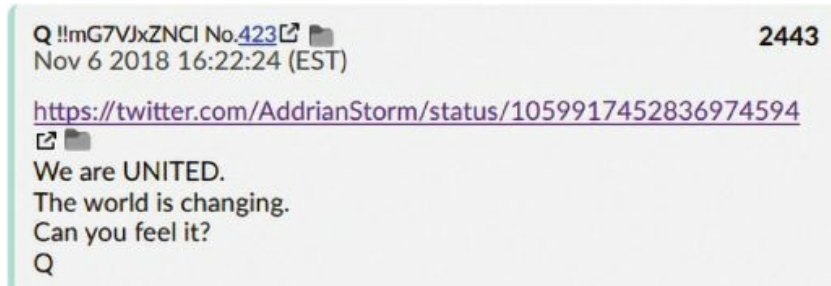 Q !!mG7VJxZNCI No.423 2443
Nov 6 2018 16:22:24 (EST)
https://twitter.com/AddrianStorm/status/1059917452836974594
We are UNITED.
The world is changing.
Can you feel it?
Q